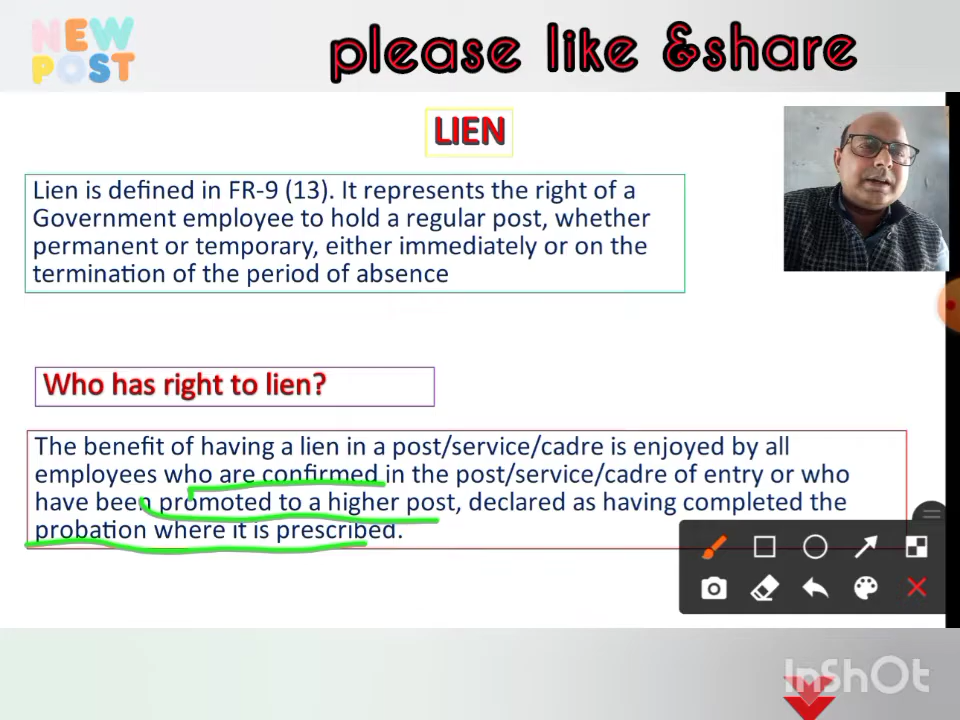 NEW
POST
please like &share
LIEN
Lien is defined in FR-9 (13). It represents the right of a
Government employee to hold a regular post, whether
permanent or temporary, either immediately or on the
termination of the period of absence
Who has right to lien?
The benefit of having a lien in a post/service/cadre is enjoyed by all
employees who are confirmed in the post/service/cadre of entry or who
have been promoted to a higher post, declared as having completed the
probation where it is prescribed.
InShOt